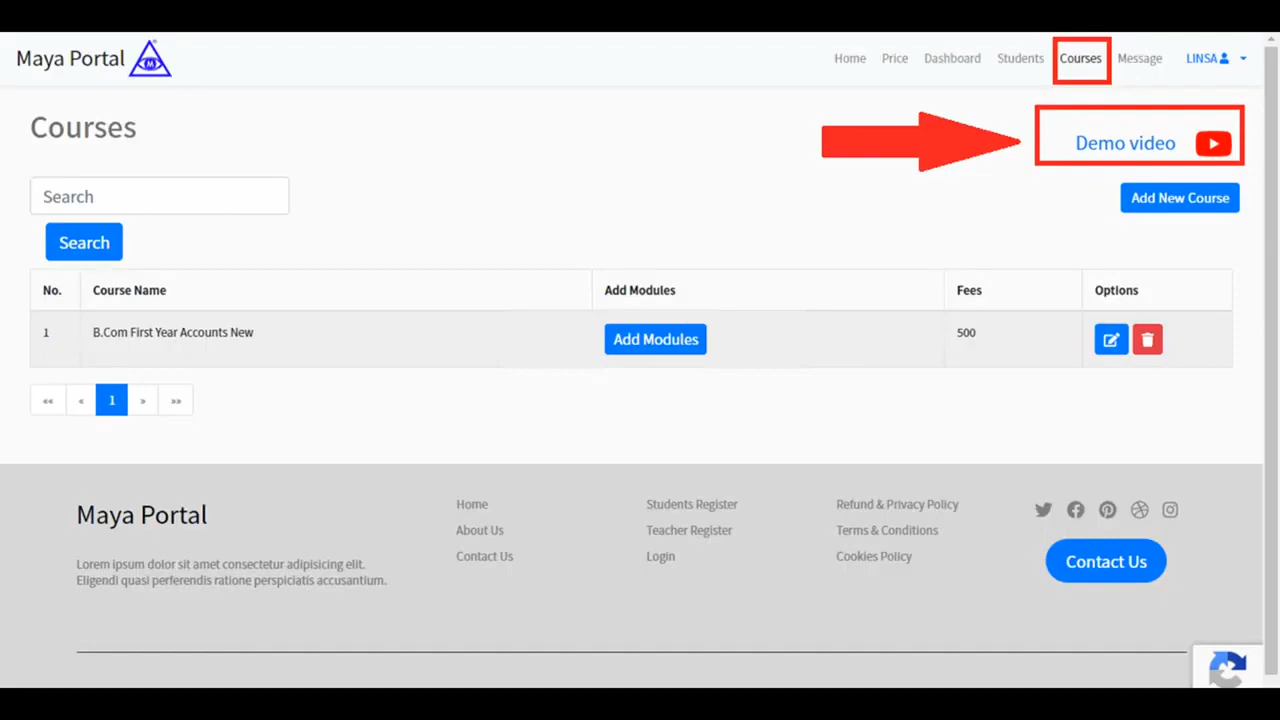 Maya Portal
Home Price Dashboard Students Courses Message LINSA
Courses
Demo video
Search
Add New Course
Search
No. Course Name Add Modules Fees Options
1 B.Com First Year Accounts New Add Modules 500
«« « 1 » »»
Maya Portal
Lorem ipsum dolor sit amet consectetur adipisicing elit.
Eligendi quasi perferendis ratione perspiciatis accusantium.
Home
About Us
Contact Us
Students Register
Teacher Register
Login
Refund & Privacy Policy
Terms & Conditions
Cookies Policy
Contact Us